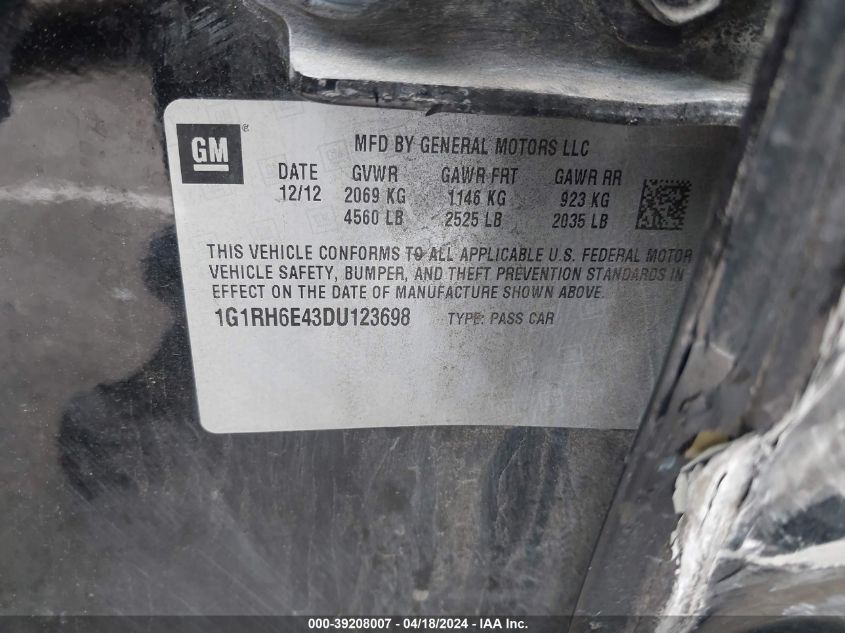 GM®
MFD BY GENERAL MOTORS LLC
DATE GVWR GAWR FRT GAWR RR
12/12 2069 KG 1146 KG 923 KG
4560 LB 2525 LB 2035 LB
THIS VEHICLE CONFORMS TO ALL APPLICABLE U.S. FEDERAL MOTOR
VEHICLE SAFETY, BUMPER, AND THEFT PREVENTION STANDARDS IN
EFFECT ON THE DATE OF MANUFACTURE SHOWN ABOVE.
1G1RH6E43DU123698 TYPE: PASS CAR
000-39208007 - 04/18/2024 - IAA Inc.